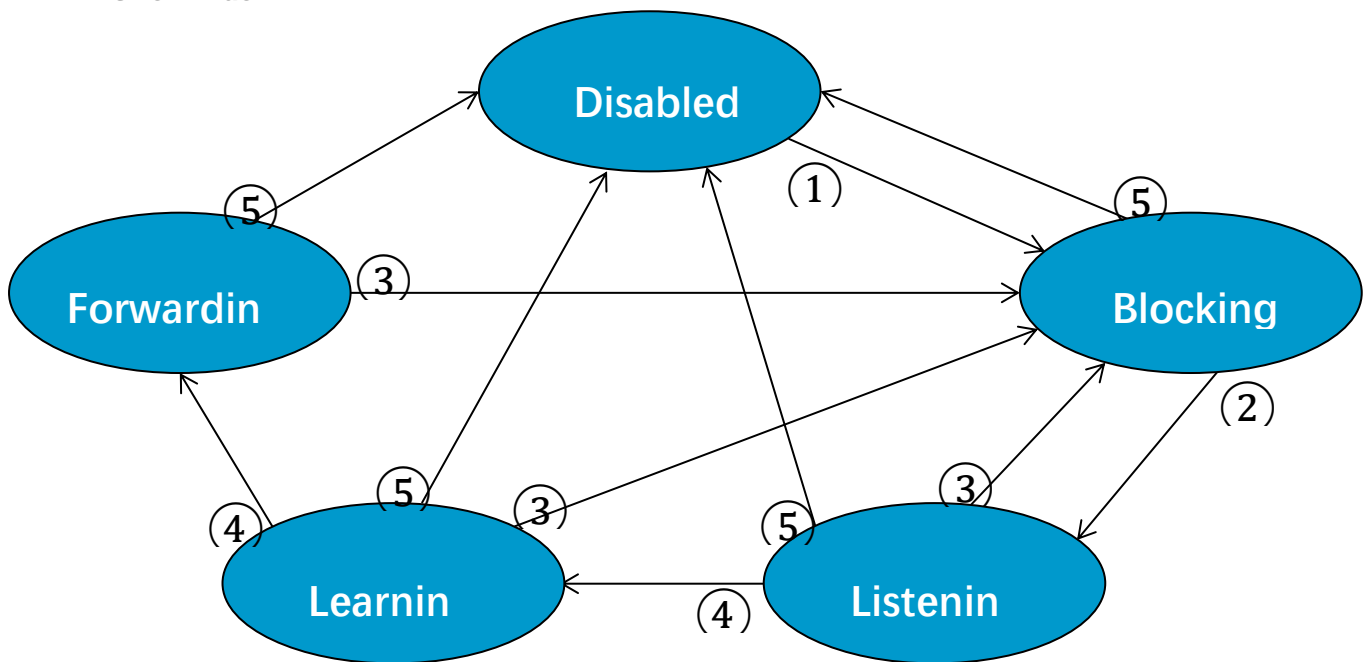 Disabled
①
⑤
⑤
③
Forwardin
Blocking
②
⑤
③
③
④
⑤
④
Learnin
Listenin